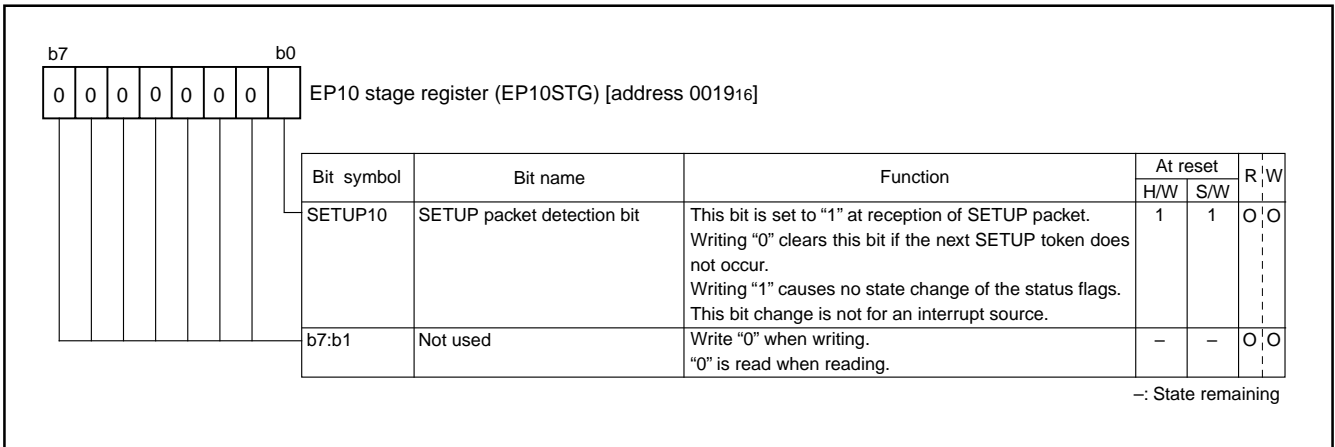 b7 b0
0 0 0 0 0 0 0 EP10 stage register (EP10STG) [address 001916]
Bit symbol Bit name Function At reset R W
H/W S/W
SETUP10 SETUP packet detection bit This bit is set to “1” at reception of SETUP packet. 1 1 O O
Writing “0” clears this bit if the next SETUP token does
not occur.
Writing “1” causes no state change of the status flags.
This bit change is not for an interrupt source.
b7:b1 Not used Write “0” when writing. – – O O
“0” is read when reading.
–: State remaining